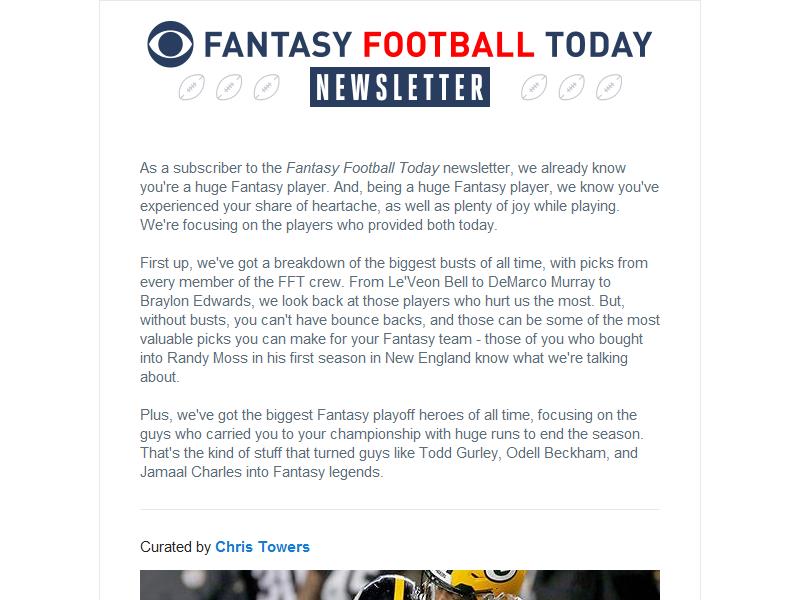 FANTASY FOOTBALL TODAY
NEWSLETTER
As a subscriber to the Fantasy Football Today newsletter, we already know
you're a huge Fantasy player. And, being a huge Fantasy player, we know you've
experienced your share of heartache, as well as plenty of joy while playing.
We're focusing on the players who provided both today.
First up, we've got a breakdown of the biggest busts of all time, with picks from
every member of the FFT crew. From Le'Veon Bell to DeMarco Murray to
Braylon Edwards, we look back at those players who hurt us the most. But,
without busts, you can't have bounce backs, and those can be some of the most
valuable picks you can make for your Fantasy team - those of you who bought
into Randy Moss in his first season in New England know what we're talking
about.
Plus, we've got the biggest Fantasy playoff heroes of all time, focusing on the
guys who carried you to your championship with huge runs to end the season.
That's the kind of stuff that turned guys like Todd Gurley, Odell Beckham, and
Jamaal Charles into Fantasy legends.
Curated by Chris Towers
G